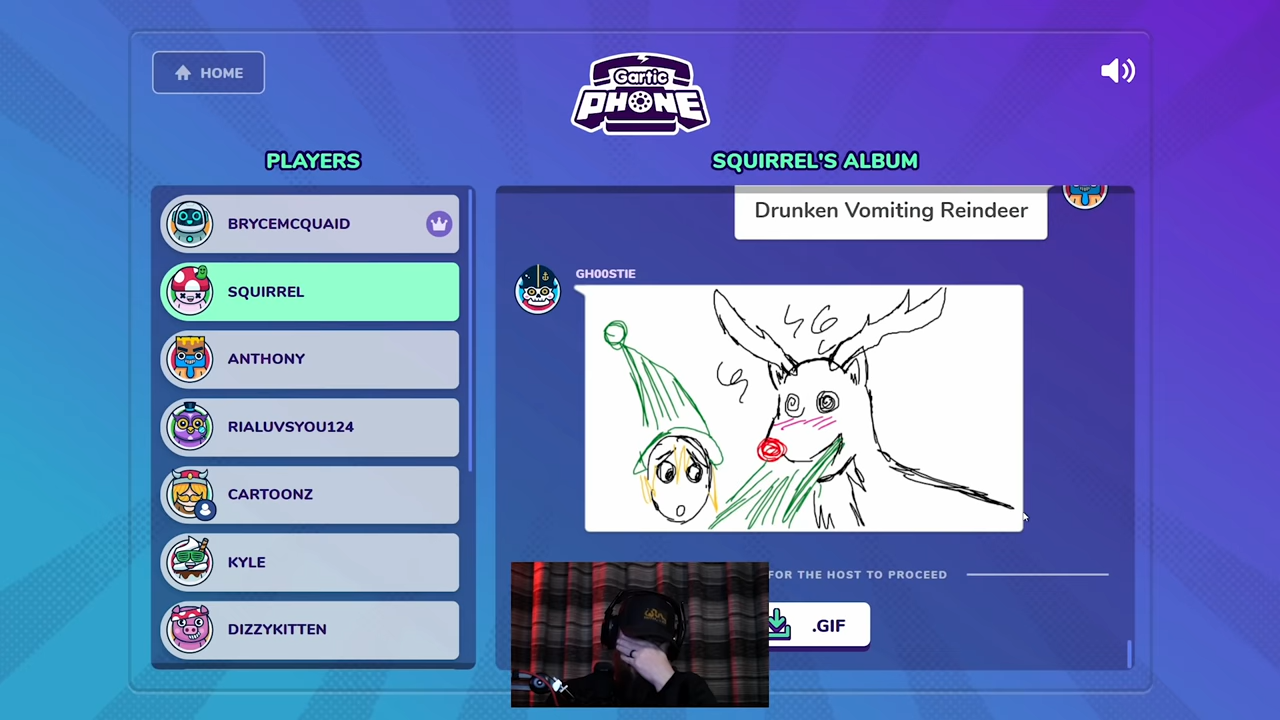 HOME
Gartic
PHONE
PLAYERS
SQUIRREL'S ALBUM
BRYCEMCQUAID
SQUIRREL
ANTHONY
RIALUVSYOU124
CARTOONZ
KYLE
DIZZYKITTEN
Drunken Vomiting Reindeer
GH00STIE
FOR THE HOST TO PROCEED
.GIF